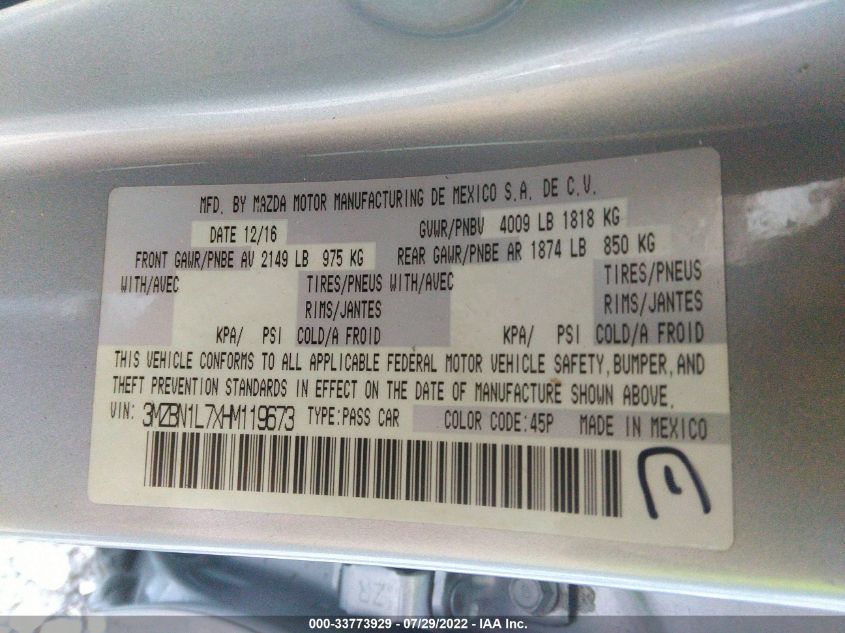 MFD. BY MAZDA MOTOR MANUFACTURING DE MEXICO S.A. DE C.V.
DATE 12/16 GVWR/PNBV 4009 LB 1818 KG
FRONT GAWR/PNBE AV 2149 LB 975 KG REAR GAWR/PNBE AR 1874 LB 850 KG
WITH/AVEC TIRES/PNEUS WITH/AVEC TIRES/PNEUS
RIMS/JANTES RIMS/JANTES
KPA/ PSI COLD/A FROID KPA/ PSI COLD/A FROID
THIS VEHICLE CONFORMS TO ALL APPLICABLE FEDERAL MOTOR VEHICLE SAFETY, BUMPER, AND
THEFT PREVENTION STANDARDS IN EFFECT ON THE DATE OF MANUFACTURE SHOWN ABOVE.
VIN: 3MZBN1L7XHM119673 TYPE:PASS CAR COLOR CODE:45P MADE IN MEXICO
000-33773929 - 07/29/2022 - IAA Inc.